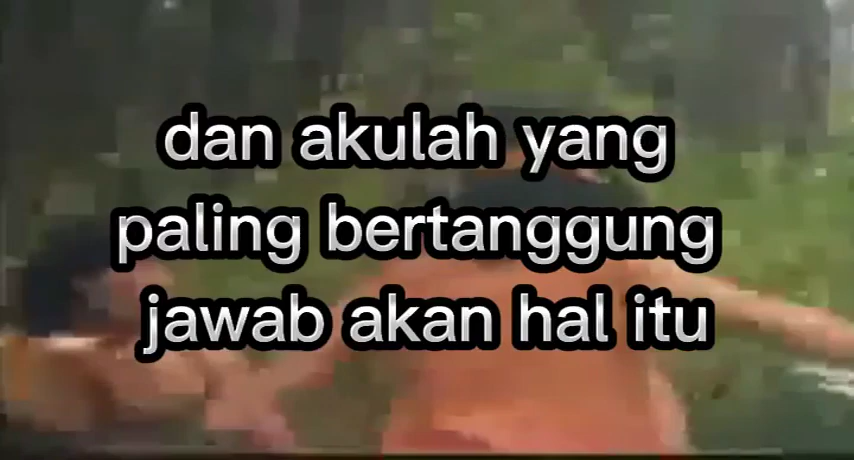 dan akulah yang
paling bertanggung
jawab akan hal itu